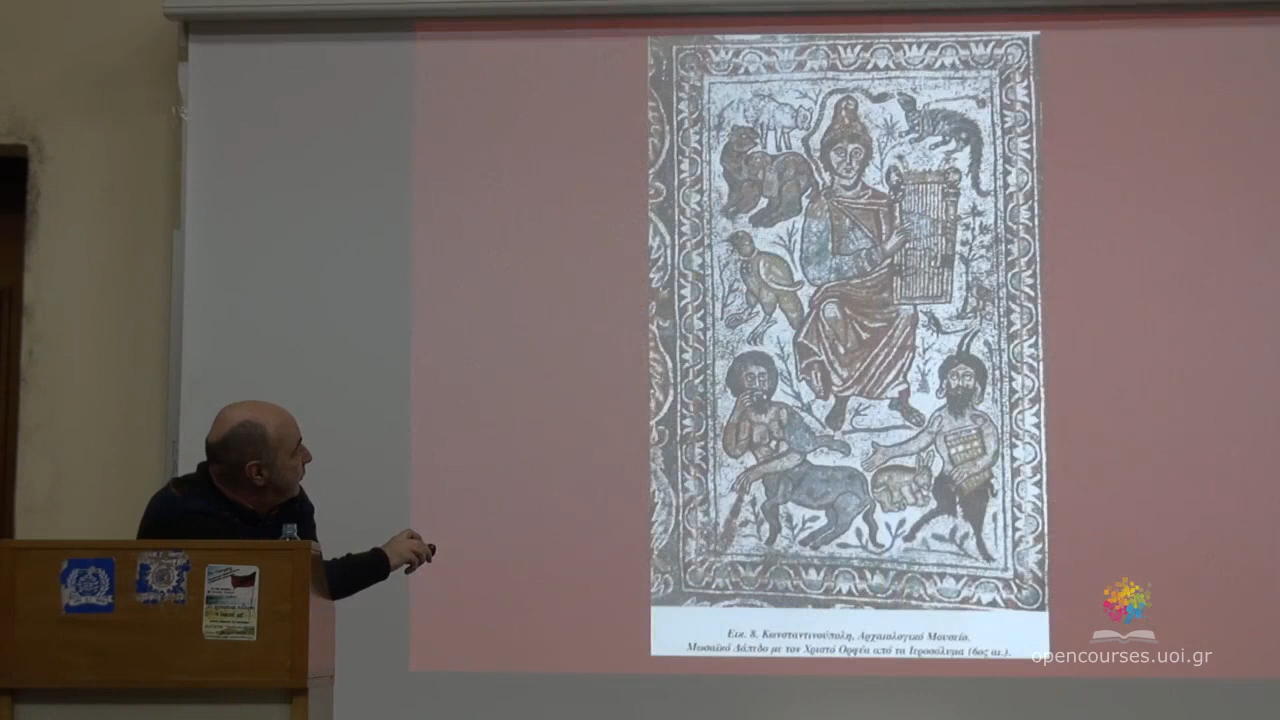 Εικ. 8. Κωνσταντινούπολη, Αρχαιολογικό Μουσείο.
Μωσαϊκό Δάπεδο με τον Χριστό Ορφέα από τα Ιεροσόλυμα (6ος αι.).
opencourses.uoi.gr